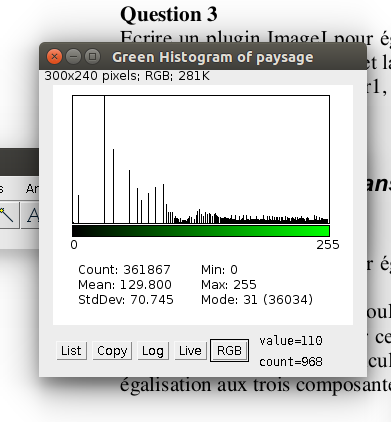 Question 3
Ecrire un plugin ImageJ pour ég
Green Histogram of paysage
300x240 pixels; RGB; 281K
et la
r1,
ans
s
An
A
0
255
r ég
Count: 361867
Min: 0
Mean: 129.800
Max: 255
StdDev: 70.745
Mode: 31 (36034)
oul
r ce
cul
List
Copy
Log
Live
RGB
value=110
count=968
égalisation aux trois composante